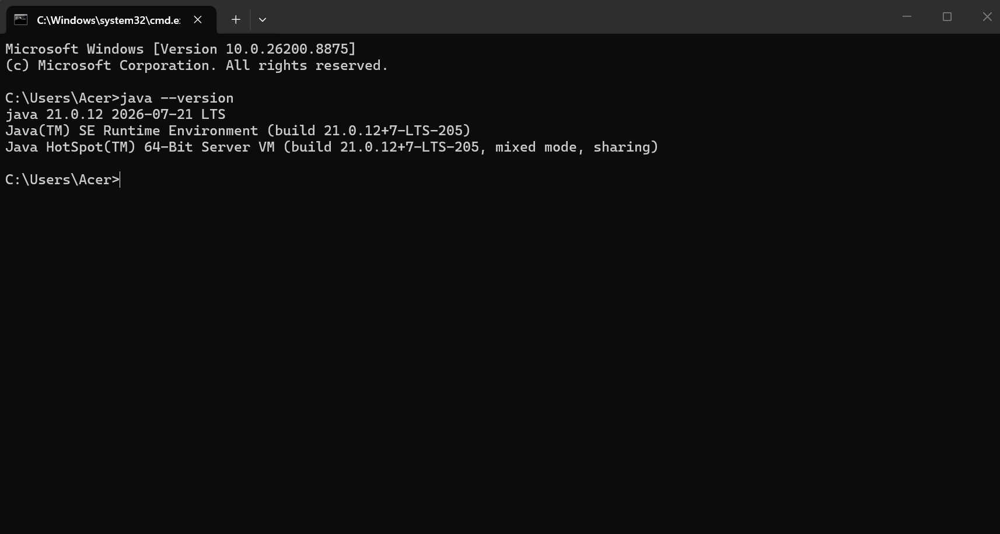 C:\Windows\system32\cmd.e
Microsoft Windows [Version 10.0.26200.8875]
(c) Microsoft Corporation. All rights reserved.
C:\Users\Acer>java --version
java 21.0.12 2026-07-21 LTS
Java(TM) SE Runtime Environment (build 21.0.12+7-LTS-205)
Java HotSpot(TM) 64-Bit Server VM (build 21.0.12+7-LTS-205, mixed mode, sharing)
C:\Users\Acer>